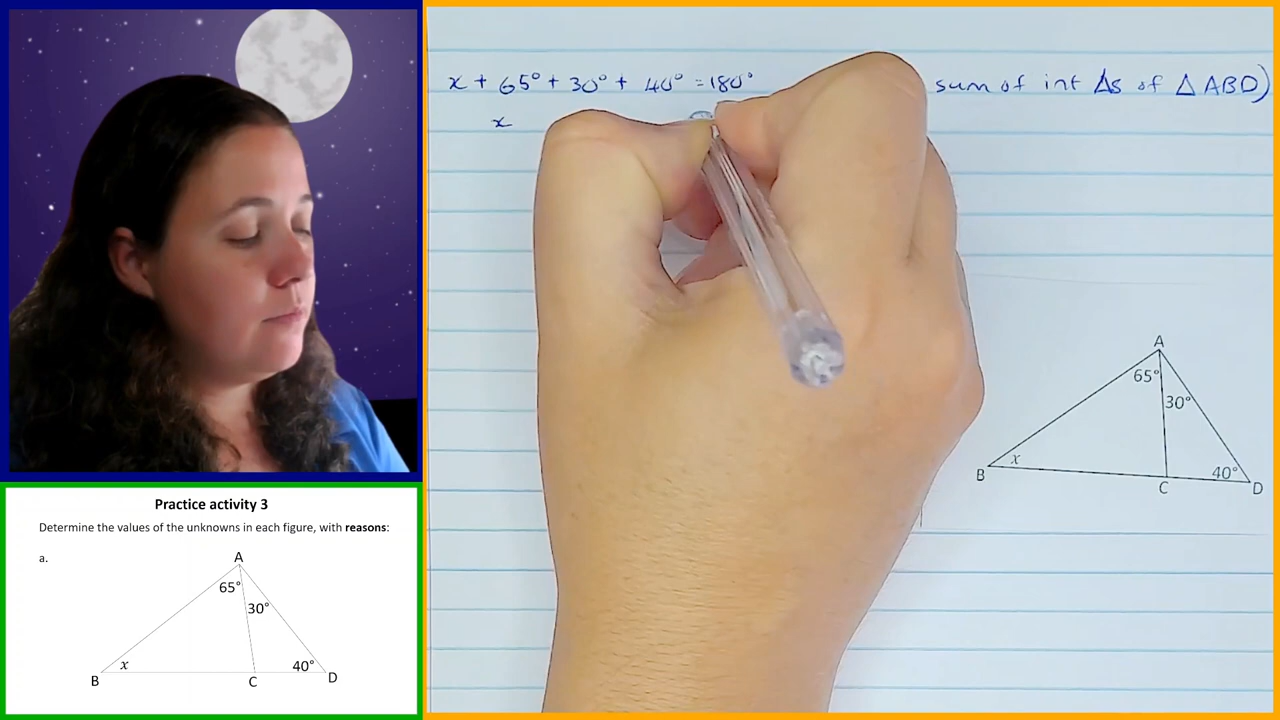 x + 65° + 30° + 40° = 180° sum of int Δs of Δ ABD)
x
A
65°
30°
x
40°
B
C
D
Practice activity 3
Determine the values of the unknowns in each figure, with reasons:
a.
A
65°
30°
x
40°
B
C
D